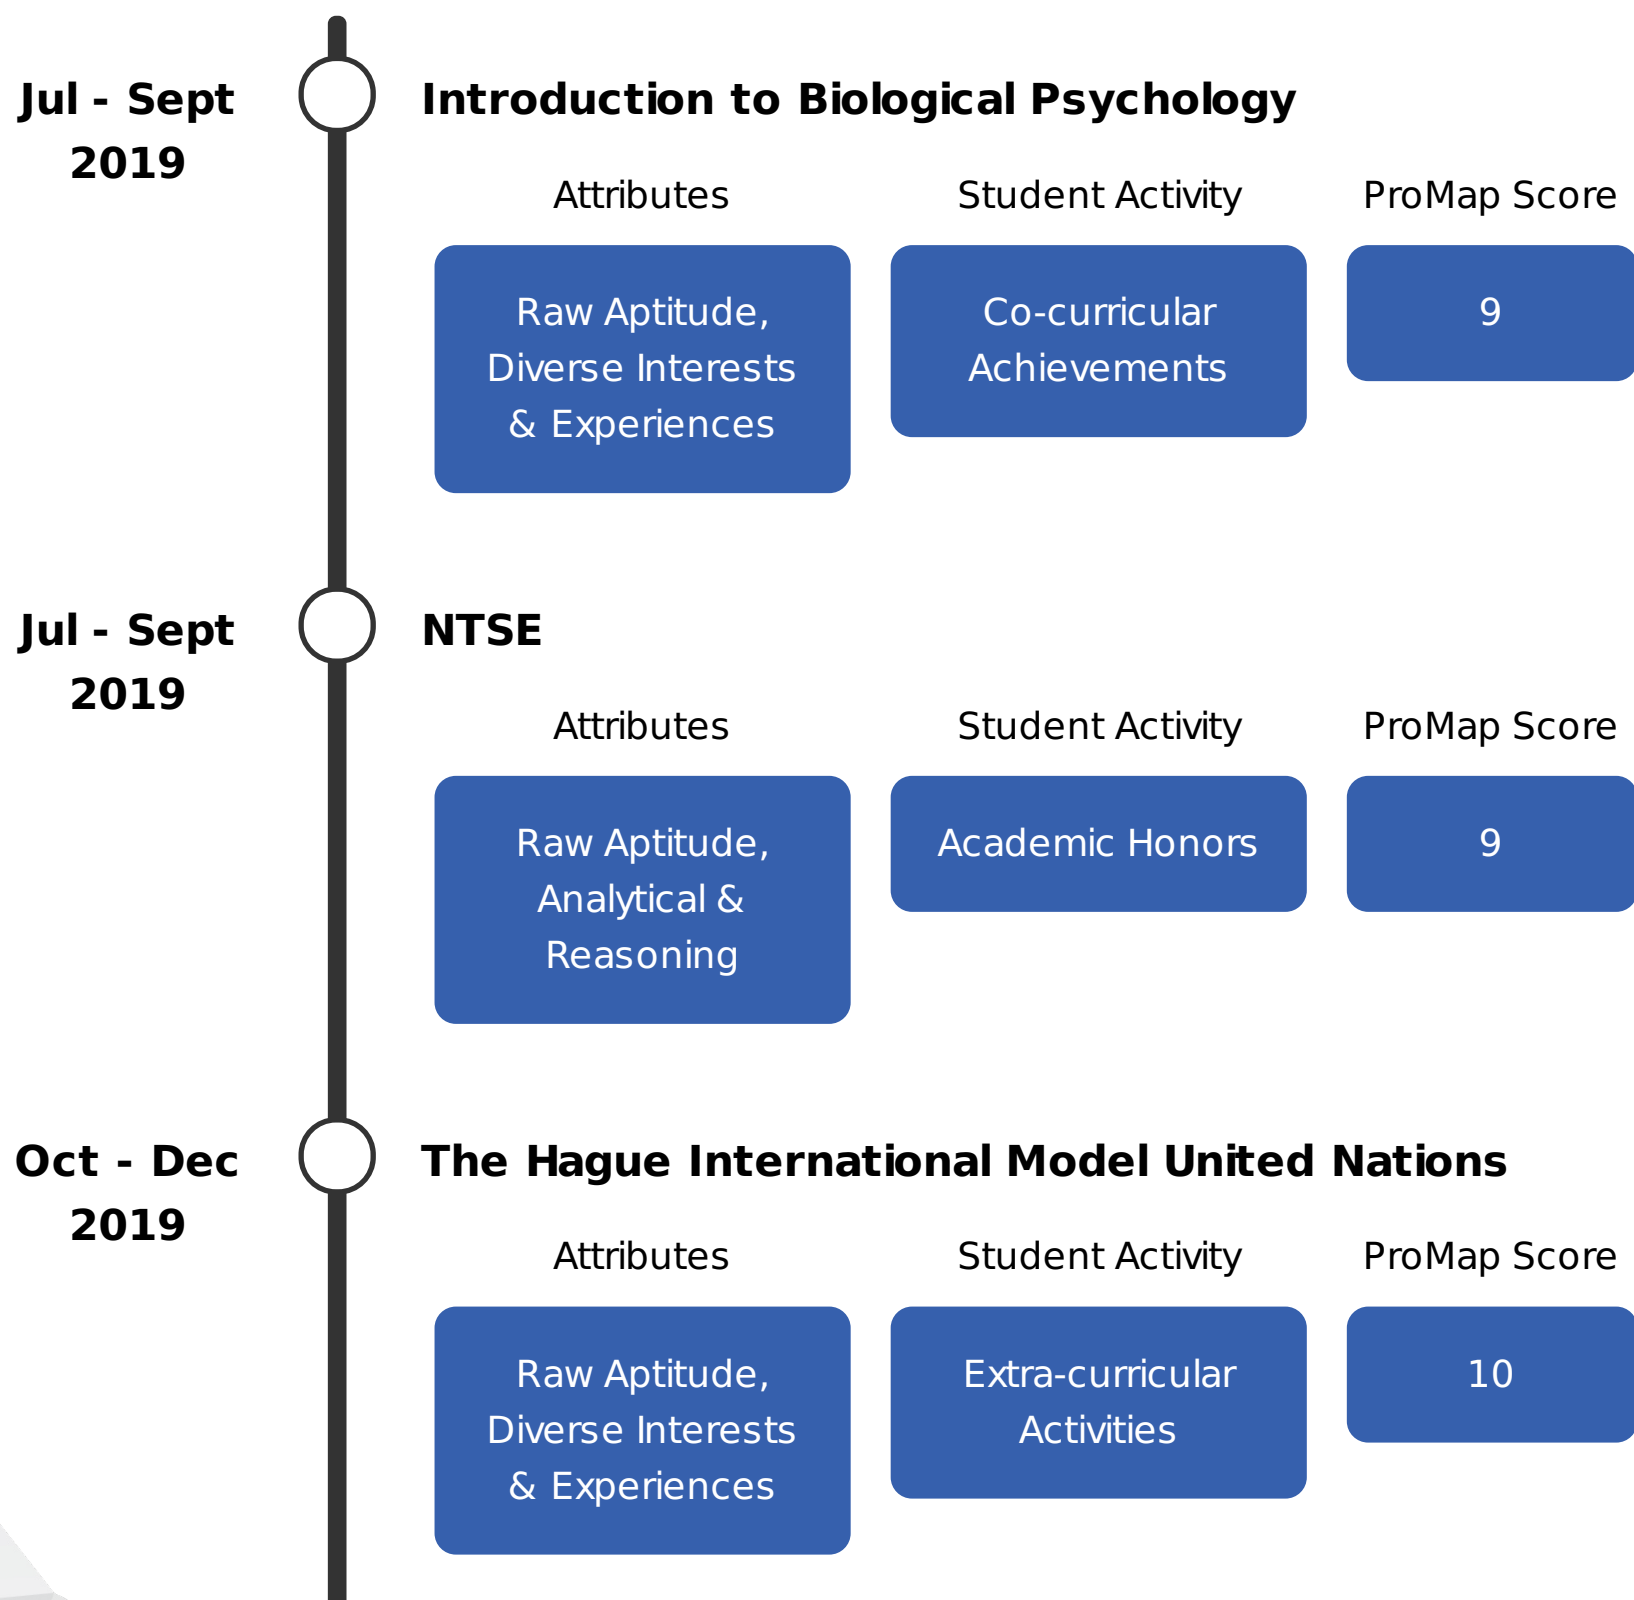 Jul - Sept
2019
Introduction to Biological Psychology
Attributes
Student Activity
ProMap Score
Raw Aptitude,
Diverse Interests
& Experiences
Co-curricular
Achievements
9
Jul - Sept
2019
NTSE
Attributes
Student Activity
ProMap Score
Raw Aptitude,
Analytical &
Reasoning
Academic Honors
9
Oct - Dec
2019
The Hague International Model United Nations
Attributes
Student Activity
ProMap Score
Raw Aptitude,
Diverse Interests
& Experiences
Extra-curricular
Activities
10